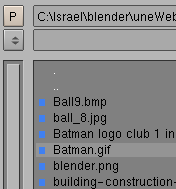 P C:\Israel\blender\uneWeb
.
..
Ball9.bmp
ball_8.jpg
Batman logo club 1 in
Batman.gif
blender.png
building-construction-